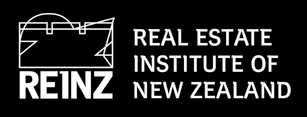 REINZ
REAL ESTATE
INSTITUTE OF
NEW ZEALAND